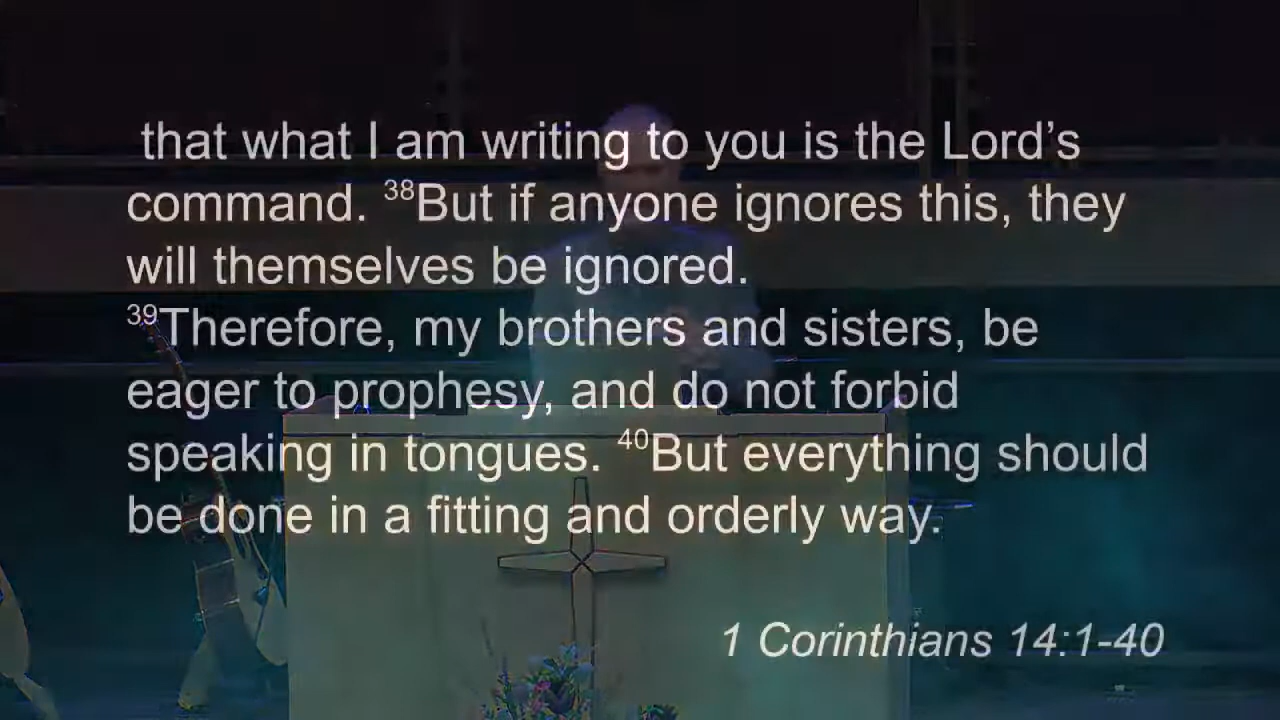 that what I am writing to you is the Lord’s
command. ³⁸But if anyone ignores this, they
will themselves be ignored.
³⁹Therefore, my brothers and sisters, be
eager to prophesy, and do not forbid
speaking in tongues. ⁴⁰But everything should
be done in a fitting and orderly way.
1 Corinthians 14:1-40